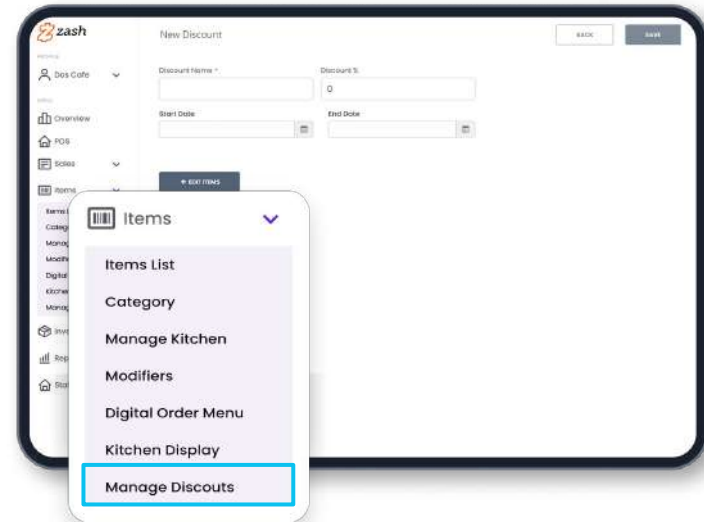 zash
New Discount
BACK
SAVE
Dos Cafe
Discount Name *
Discount %
0
Overview
Start Date
End Date
POS
Sales
Items
+ EDIT ITEMS
Items
Items List
Category
Manage Kitchen
Modifiers
Digital Order Menu
Kitchen Display
Manage Discouts